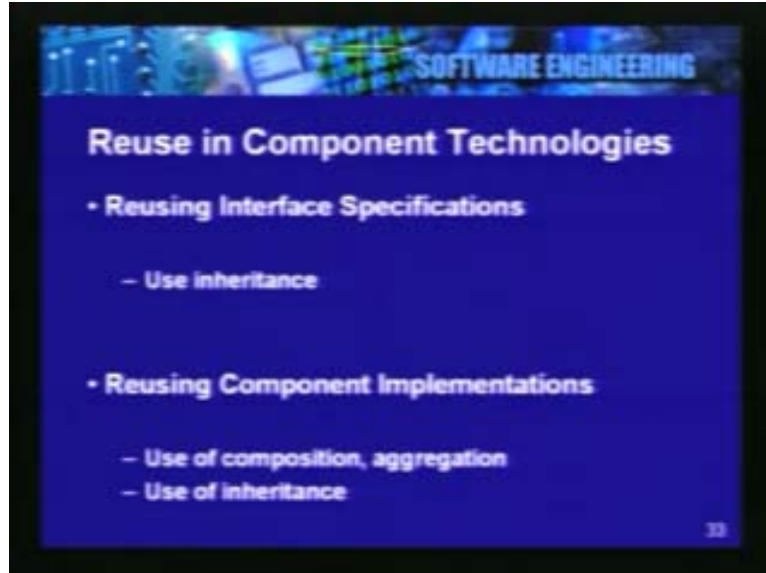 SOFTWARE ENGINEERING
Reuse in Component Technologies
• Reusing Interface Specifications
– Use inheritance
• Reusing Component Implementations
– Use of composition, aggregation
– Use of inheritance
33